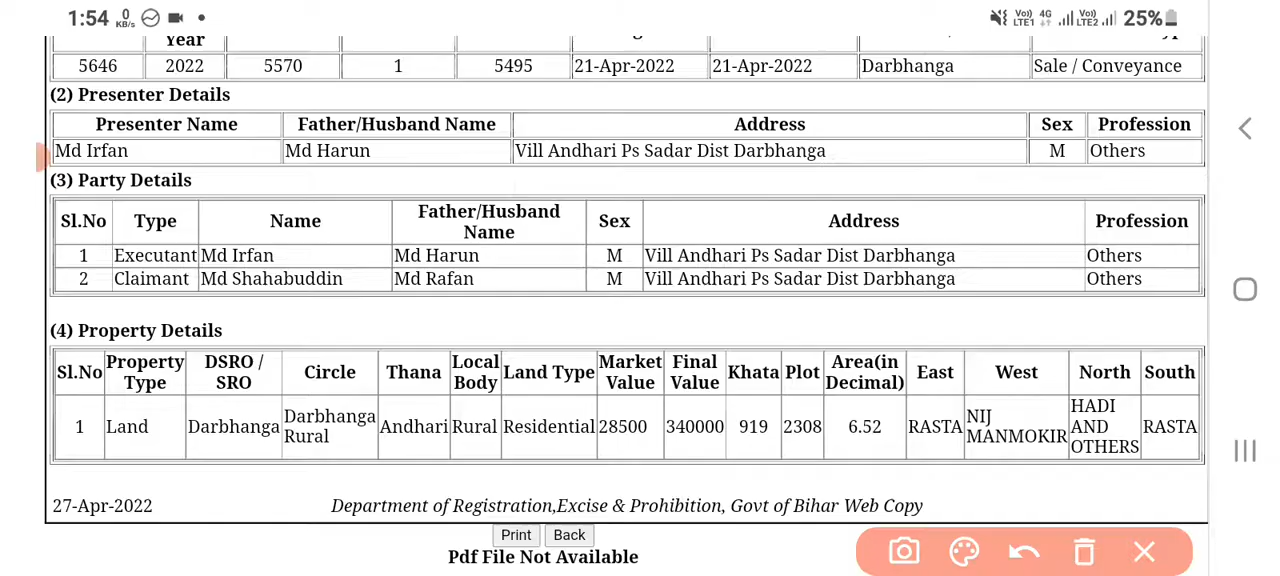 1:54 0 KB/s Vo)) LTE1 4G Vo)) LTE2 25%
Year
5646 2022 5570 1 5495 21-Apr-2022 21-Apr-2022 Darbhanga Sale / Conveyance
(2) Presenter Details
Presenter Name Father/Husband Name Address Sex Profession
Md Irfan Md Harun Vill Andhari Ps Sadar Dist Darbhanga M Others
(3) Party Details
Sl.No Type Name Father/Husband Name Sex Address Profession
1 Executant Md Irfan Md Harun M Vill Andhari Ps Sadar Dist Darbhanga Others
2 Claimant Md Shahabuddin Md Rafan M Vill Andhari Ps Sadar Dist Darbhanga Others
(4) Property Details
Sl.No Property Type DSRO / SRO Circle Thana Local Body Land Type Market Value Final Value Khata Plot Area(in Decimal) East West North South
1 Land Darbhanga Darbhanga Rural Andhari Rural Residential 28500 340000 919 2308 6.52 RASTA NIJ MANMOKIR HADI AND OTHERS RASTA
27-Apr-2022 Department of Registration,Excise & Prohibition, Govt of Bihar Web Copy
Print Back
Pdf File Not Available